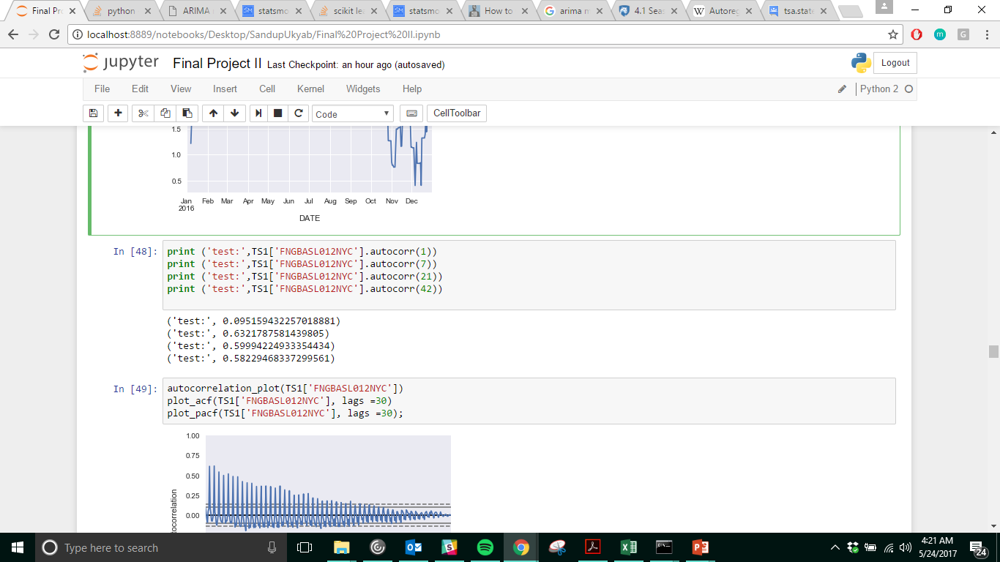 Final Pr
python
ARIMA
statsmo
scikit lea
statsmo
How to
arima m
4.1 Seas
Autoreg
tsa.stat
localhost:8889/notebooks/Desktop/SandupUkyab/Final%20Project%20II.ipynb
jupyter Final Project II Last Checkpoint: an hour ago (autosaved)
Logout
File Edit View Insert Cell Kernel Widgets Help
Python 2
Code
CellToolbar
1.5
1.0
0.5
Jan Feb Mar Apr May Jun Jul Aug Sep Oct Nov Dec
2016
DATE
In [48]:
print ('test:',TS1['FNGBASL012NYC'].autocorr(1))
print ('test:',TS1['FNGBASL012NYC'].autocorr(7))
print ('test:',TS1['FNGBASL012NYC'].autocorr(21))
print ('test:',TS1['FNGBASL012NYC'].autocorr(42))
('test:', 0.095159432257018881)
('test:', 0.6321787581439805)
('test:', 0.59994224933354434)
('test:', 0.58229468337299561)
In [49]:
autocorrelation_plot(TS1['FNGBASL012NYC'])
plot_acf(TS1['FNGBASL012NYC'], lags =30)
plot_pacf(TS1['FNGBASL012NYC'], lags =30);
1.00
0.75
0.50
0.25
0.00
ocorrelation
Type here to search
4:21 AM
5/24/2017
24